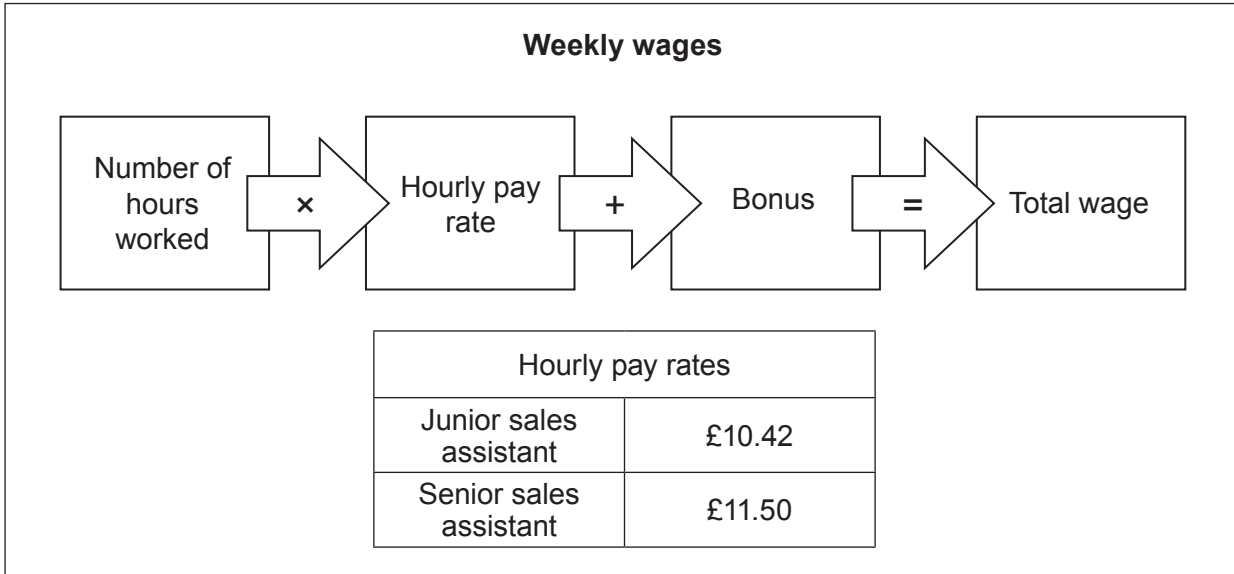 Weekly wages
Number of
hours
worked
×
Hourly pay
rate
+
Bonus
=
Total wage
Hourly pay rates
Junior sales
assistant
£10.42
Senior sales
assistant
£11.50